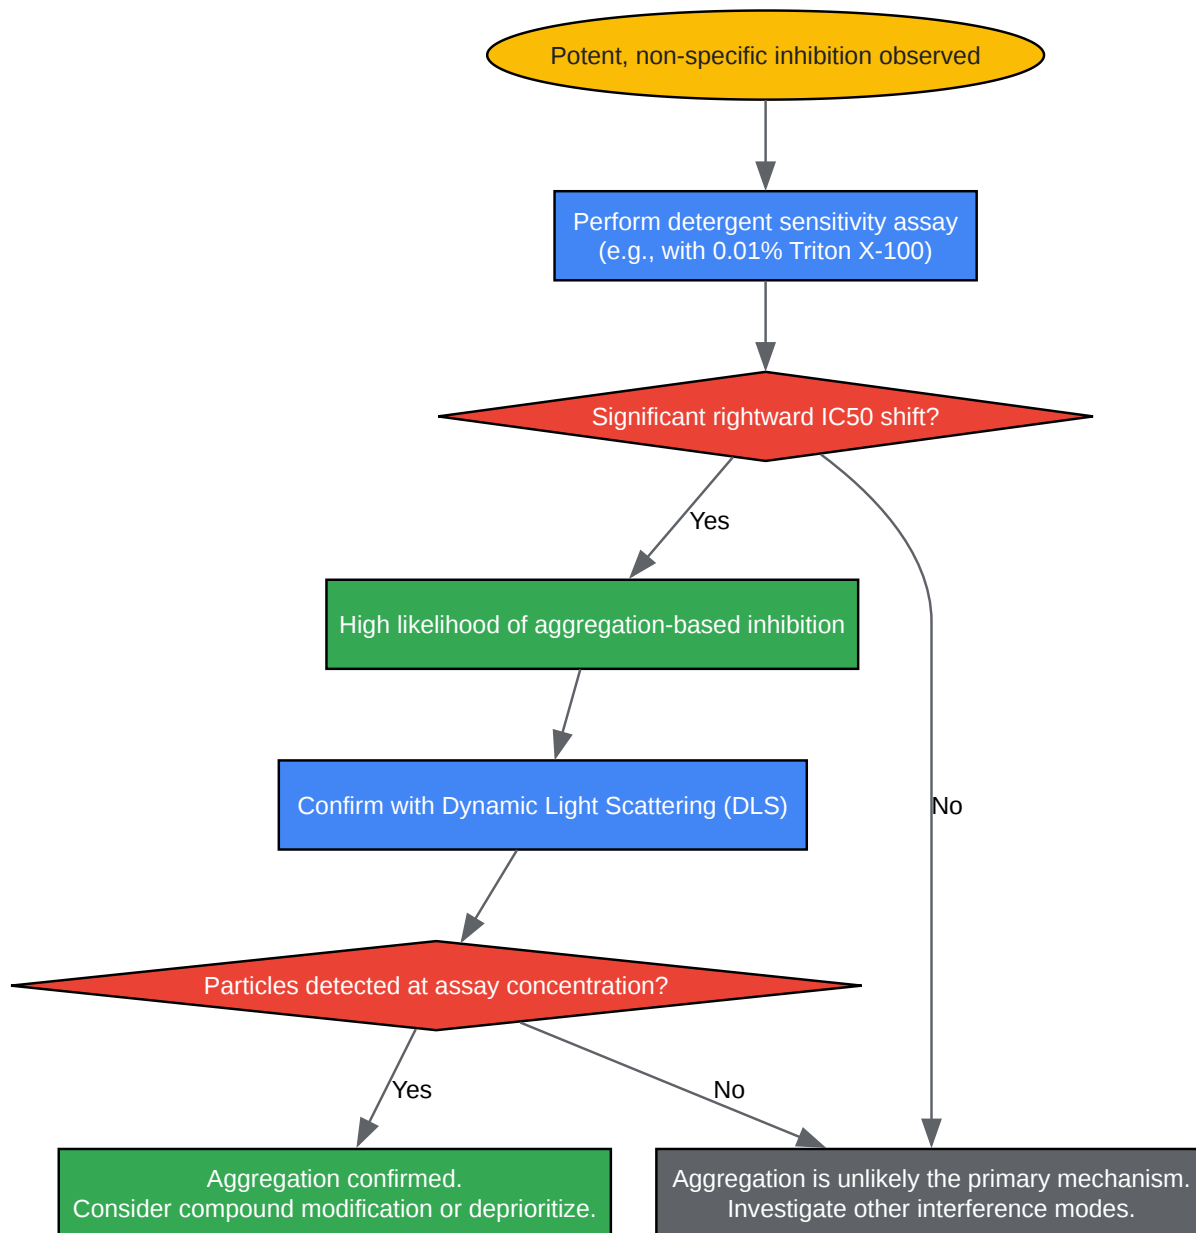 Potent, non-specific inhibition observed
Perform detergent sensitivity assay
(e.g., with 0.01% Triton X-100)
Significant rightward IC50 shift?
Yes
High likelihood of aggregation-based inhibition
Confirm with Dynamic Light Scattering (DLS)
No
Particles detected at assay concentration?
Yes
No
Aggregation confirmed.
Consider compound modification or deprioritize.
Aggregation is unlikely the primary mechanism.
Investigate other interference modes.